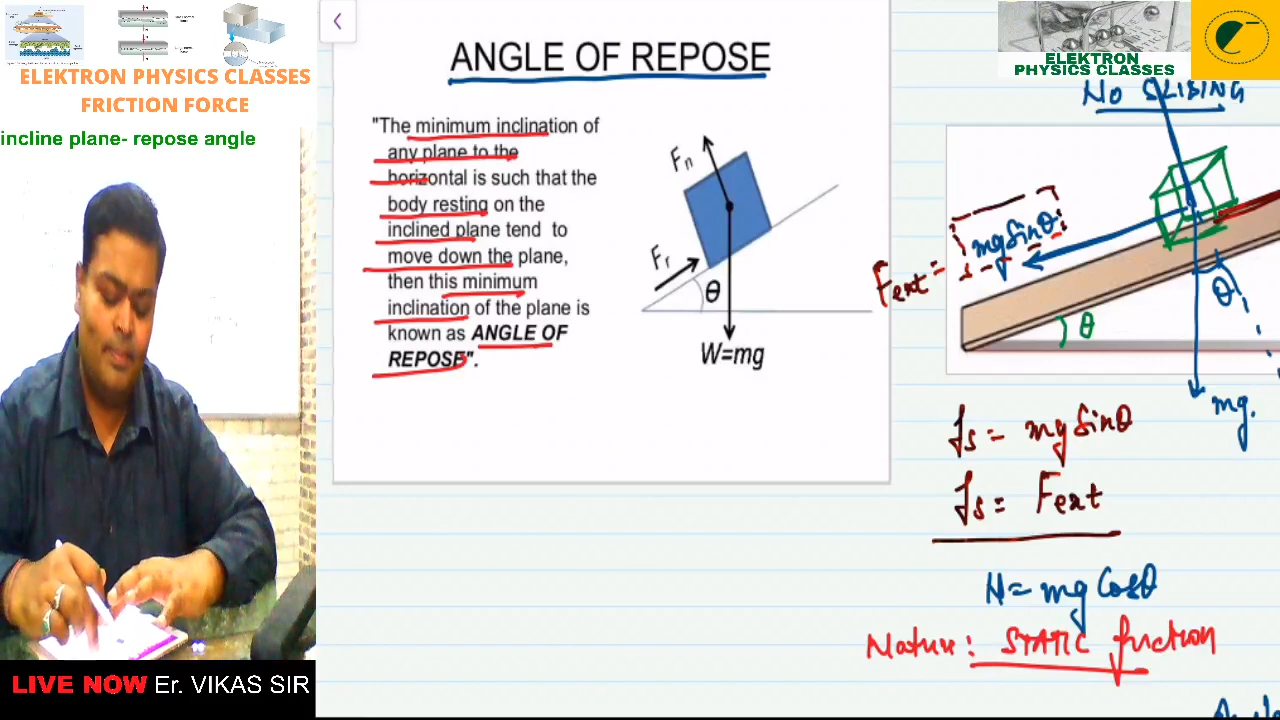 ELEKTRON PHYSICS CLASSES
FRICTION FORCE
incline plane- repose angle
ANGLE OF REPOSE
"The minimum inclination of
any plane to the
horizontal is such that the
body resting on the
inclined plane tend to
move down the plane,
then this minimum
inclination of the plane is
known as ANGLE OF
REPOSE".
Fn
Fr
θ
W=mg
ELEKTRON
PHYSICS CLASSES
NO SLIDING
mg sinθ
Fext =
θ
θ
mg.
fs = mg sinθ
fs = Fext
N = mg cosθ
Nature: STATIC friction
LIVE NOW Er. VIKAS SIR